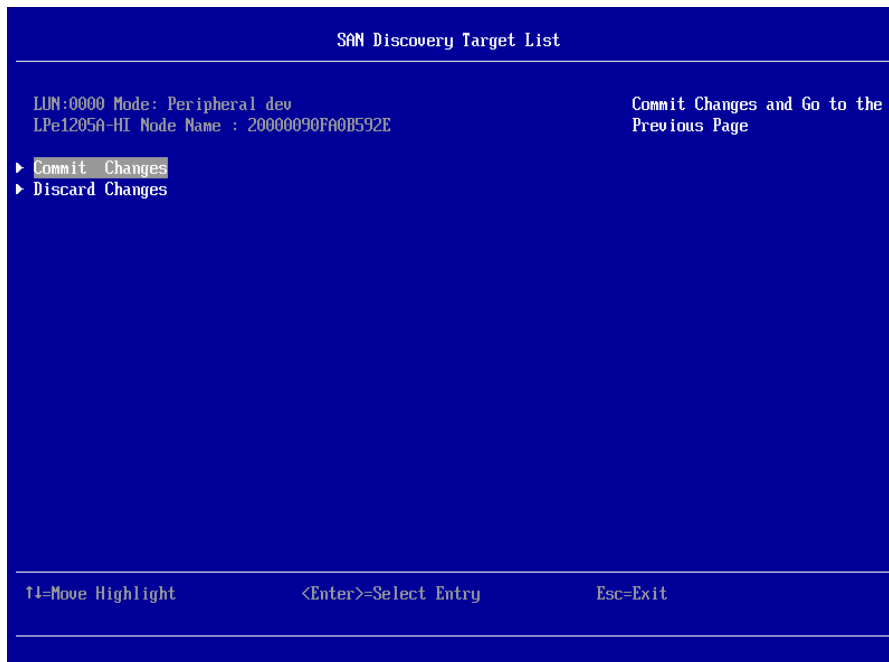 SAN Discovery Target List
LUN:0000 Mode: Peripheral dev
LPe1205A-HI Node Name : 20000090FA0B592E
Commit Changes and Go to the
Previous Page
Commit  Changes
Discard Changes
↑↓=Move Highlight
<Enter>=Select Entry
Esc=Exit